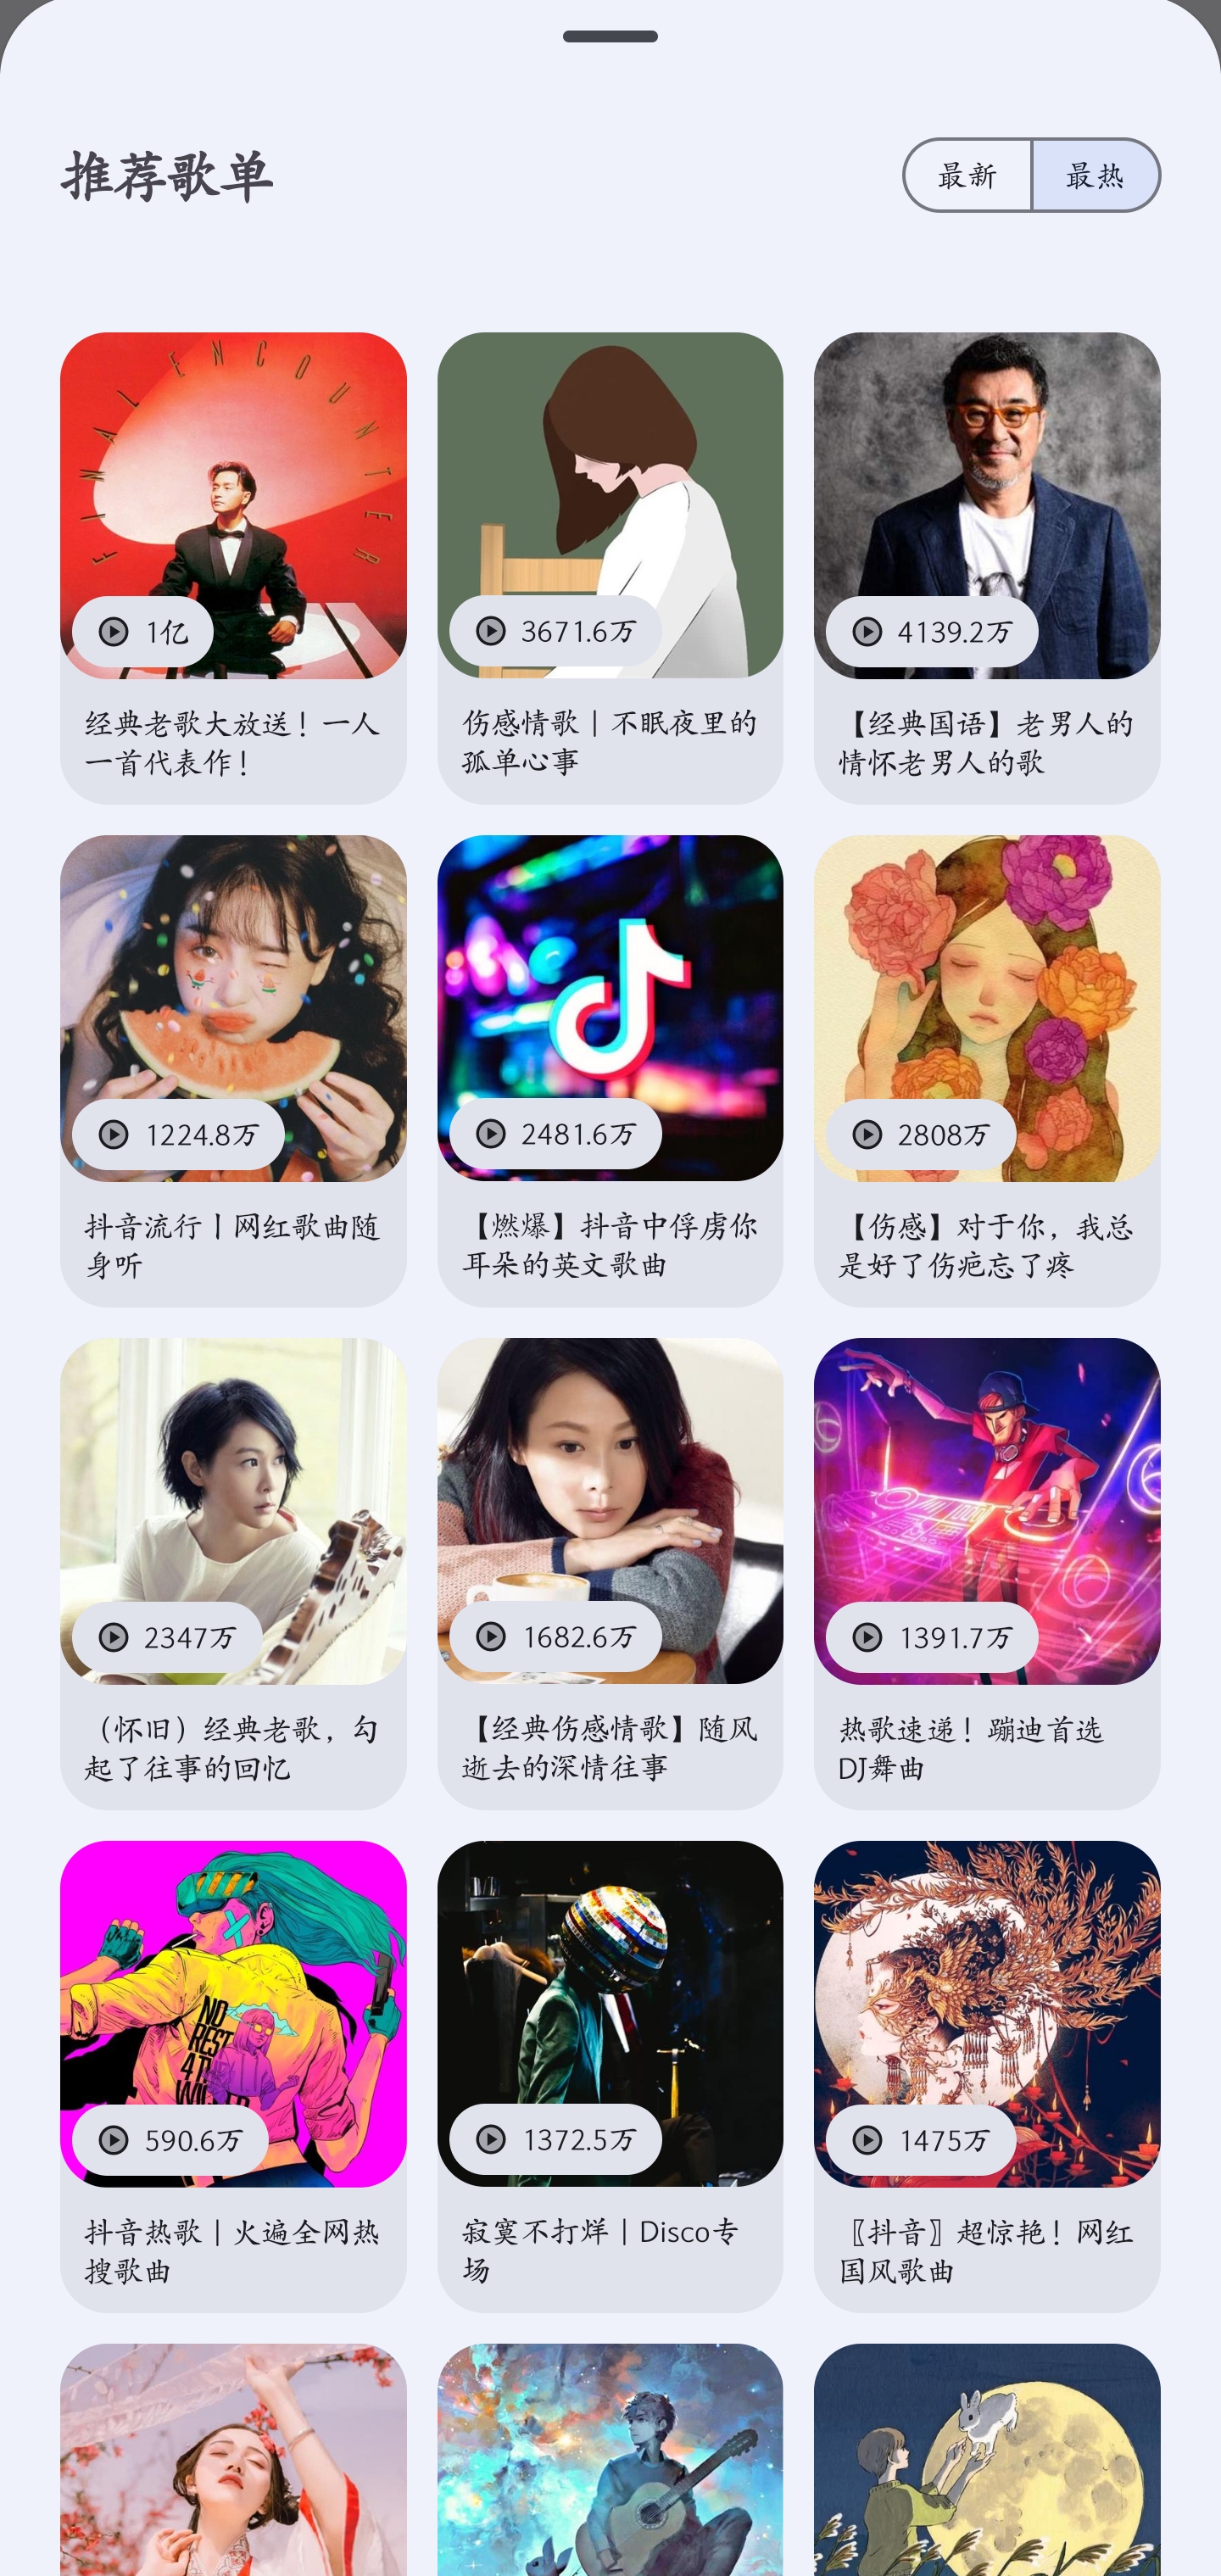 推荐歌单
最新
最热
FINAL ENCOUNTER
1亿
3671.6万
4139.2万
经典老歌大放送！一人
一首代表作！
伤感情歌｜不眠夜里的
孤单心事
【经典国语】老男人的
情怀老男人的歌
1224.8万
2481.6万
2808万
抖音流行丨网红歌曲随
身听
【燃爆】抖音中俘虏你
耳朵的英文歌曲
【伤感】对于你，我总
是好了伤疤忘了疼
2347万
1682.6万
1391.7万
（怀旧）经典老歌，勾
起了往事的回忆
【经典伤感情歌】随风
逝去的深情往事
热歌速递！蹦迪首选
DJ舞曲
NO
REST
590.6万
1372.5万
1475万
抖音热歌｜火遍全网热
搜歌曲
寂寞不打烊｜Disco专
场
〖抖音〗超惊艳！网红
国风歌曲